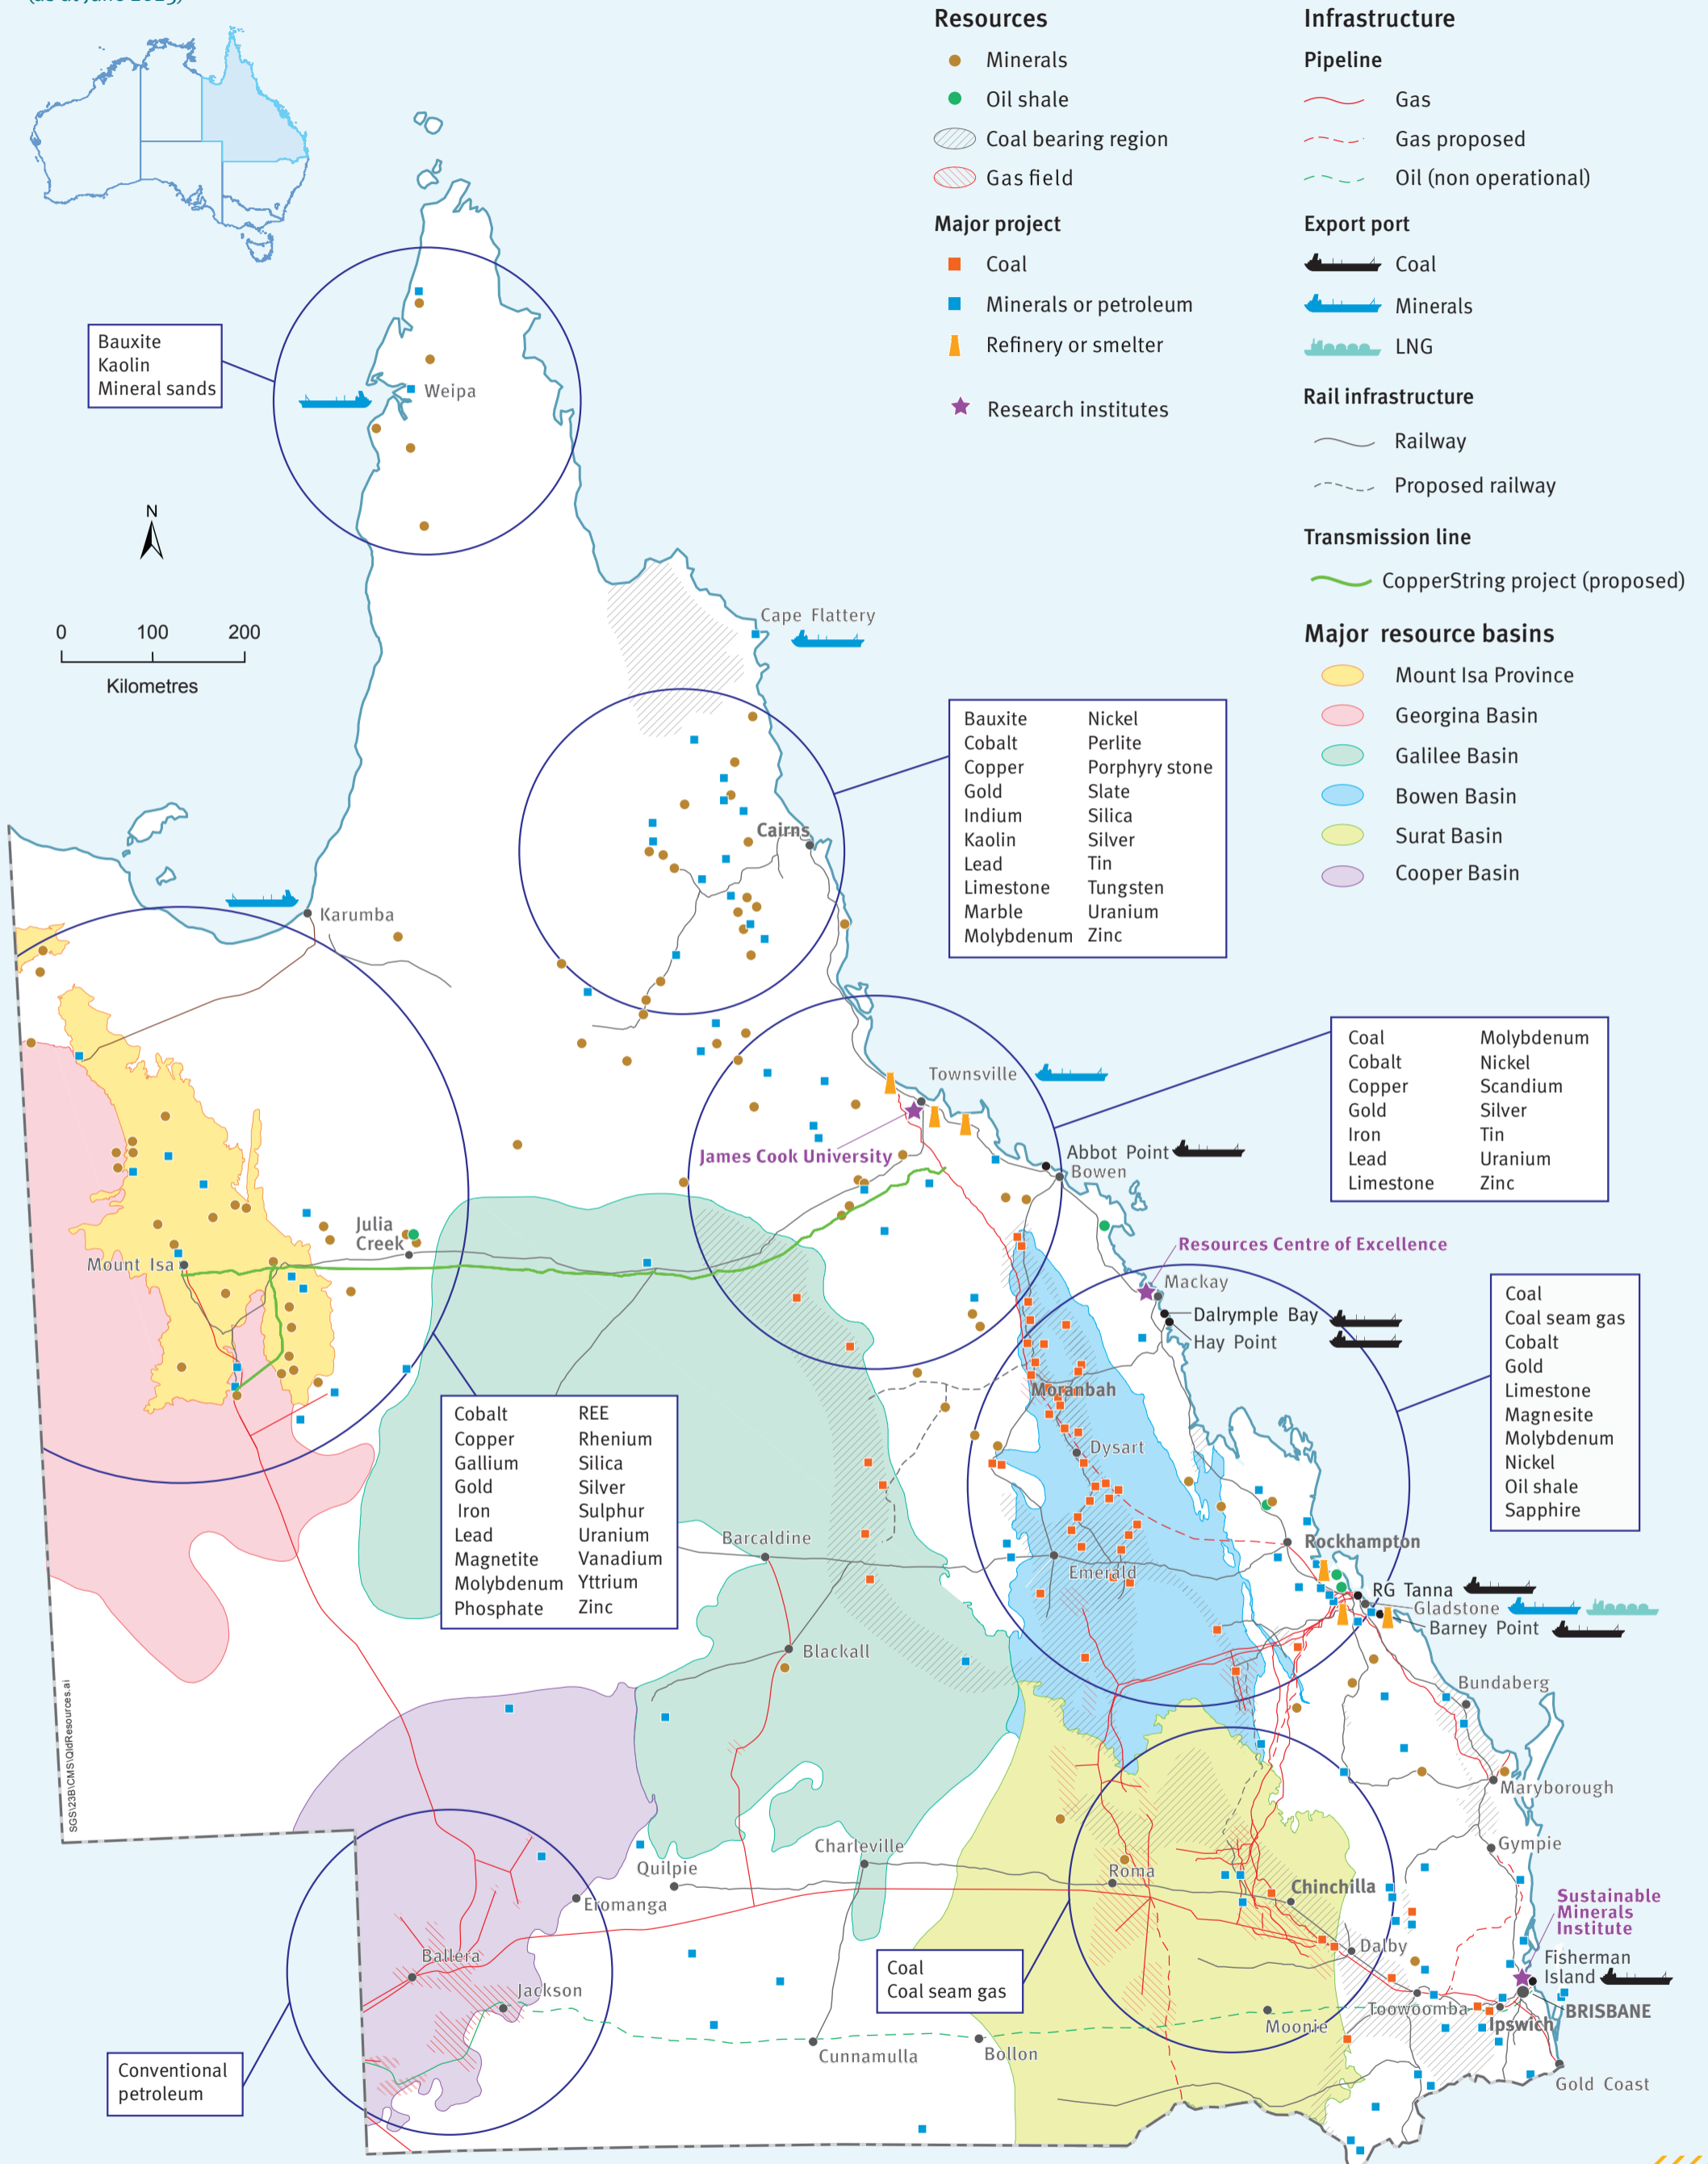 (as at June 2023)
Resources
Minerals
Oil shale
Coal bearing region
Gas field
Major project
Coal
Minerals or petroleum
Refinery or smelter
Research institutes
Infrastructure
Pipeline
Gas
Gas proposed
Oil (non operational)
Export port
Coal
Minerals
LNG
Rail infrastructure
Railway
Proposed railway
Transmission line
CopperString project (proposed)
Major resource basins
Mount Isa Province
Georgina Basin
Galilee Basin
Bowen Basin
Surat Basin
Cooper Basin
Bauxite
Kaolin
Mineral sands
Weipa
N
0 100 200
Kilometres
Cape Flattery
Bauxite Nickel
Cobalt Perlite
Copper Porphyry stone
Gold Slate
Indium Silica
Kaolin Silver
Lead Tin
Limestone Tungsten
Marble Uranium
Molybdenum Zinc
Cairns
Karumba
Coal Molybdenum
Cobalt Nickel
Copper Scandium
Gold Silver
Iron Tin
Lead Uranium
Limestone Zinc
Townsville
James Cook University
Abbot Point
Bowen
Julia
Creek
Mount Isa
Resources Centre of Excellence
Mackay
Dalrymple Bay
Hay Point
Coal
Coal seam gas
Cobalt
Gold
Limestone
Magnesite
Molybdenum
Nickel
Oil shale
Sapphire
Moranbah
Dysart
Cobalt REE
Copper Rhenium
Gallium Silica
Gold Silver
Iron Sulphur
Lead Uranium
Magnetite Vanadium
Molybdenum Yttrium
Phosphate Zinc
Barcaldine
Emerald
Rockhampton
RG Tanna
Gladstone
Barney Point
Blackall
Bundaberg
SGS\23B\CMS\QldResources.ai
Maryborough
Gympie
Charleville
Quilpie
Roma
Chinchilla
Eromanga
Sustainable
Minerals
Institute
Ballera
Dalby
Fisherman
Island
Coal
Coal seam gas
Jackson
Toowoomba
BRISBANE
Ipswich
Moonie
Cunnamulla
Bollon
Conventional
petroleum
Gold Coast